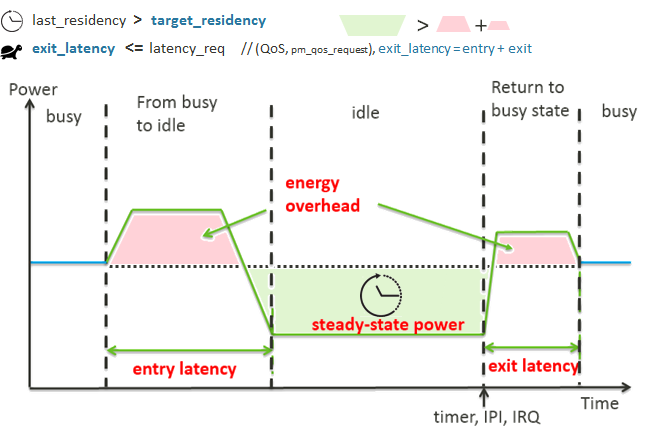 last_residency > target_residency
> +
exit_latency <= latency_req //(QoS, pm_qos_request), exit_latency=entry+exit
Power
busy
From busy
to idle
idle
Return to
busy state
busy
energy
overhead
steady-state power
entry latency
exit latency
Time
timer, IPI, IRQ